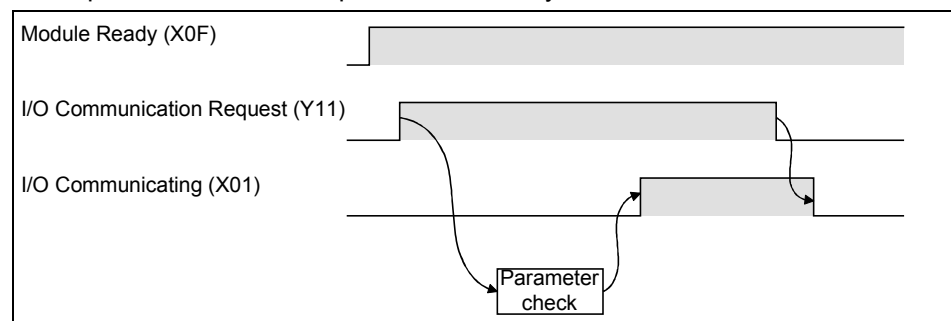 Module Ready (X0F)
I/O Communication Request (Y11)
I/O Communicating (X01)
Parameter
check